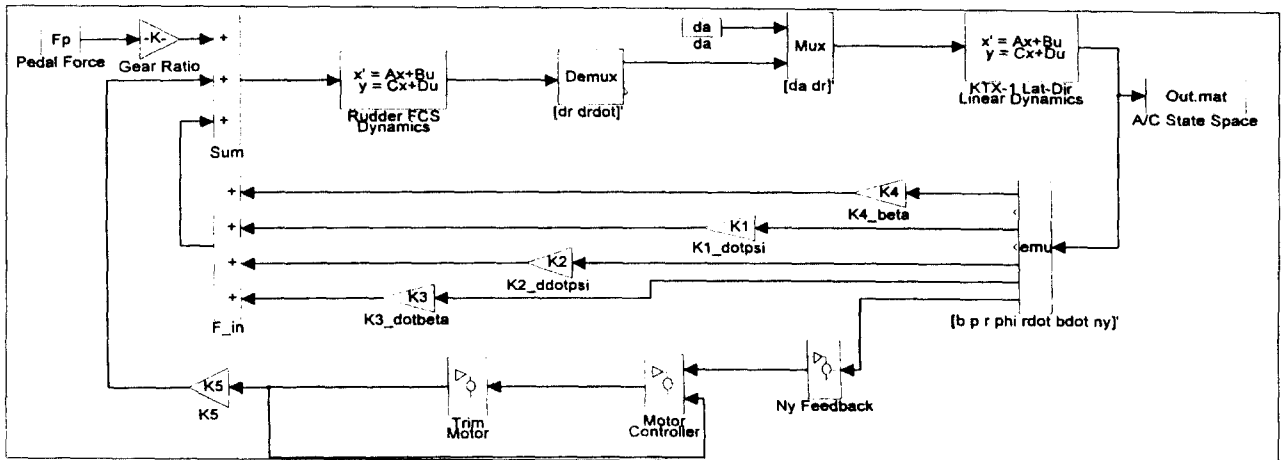 Fp
Pedal Force
-K-
Gear Ratio
+
+
+
Sum
x' = Ax+Bu
y = Cx+Du
Rudder FCS
Dynamics
Demux
[dr drdot]'
da
da
Mux
[da dr]'
x' = Ax+Bu
y = Cx+Du
KTX-1 Lat-Dir
Linear Dynamics
Out.mat
A/C State Space
+
+
+
+
F_in
K4
K4_beta
K1
K1_dotpsi
K2
K2_ddotpsi
K3
K3_dotbeta
emu
[b p r phi rdot bdot ny]'
K5
K5
Trim
Motor
Motor
Controller
Ny Feedback